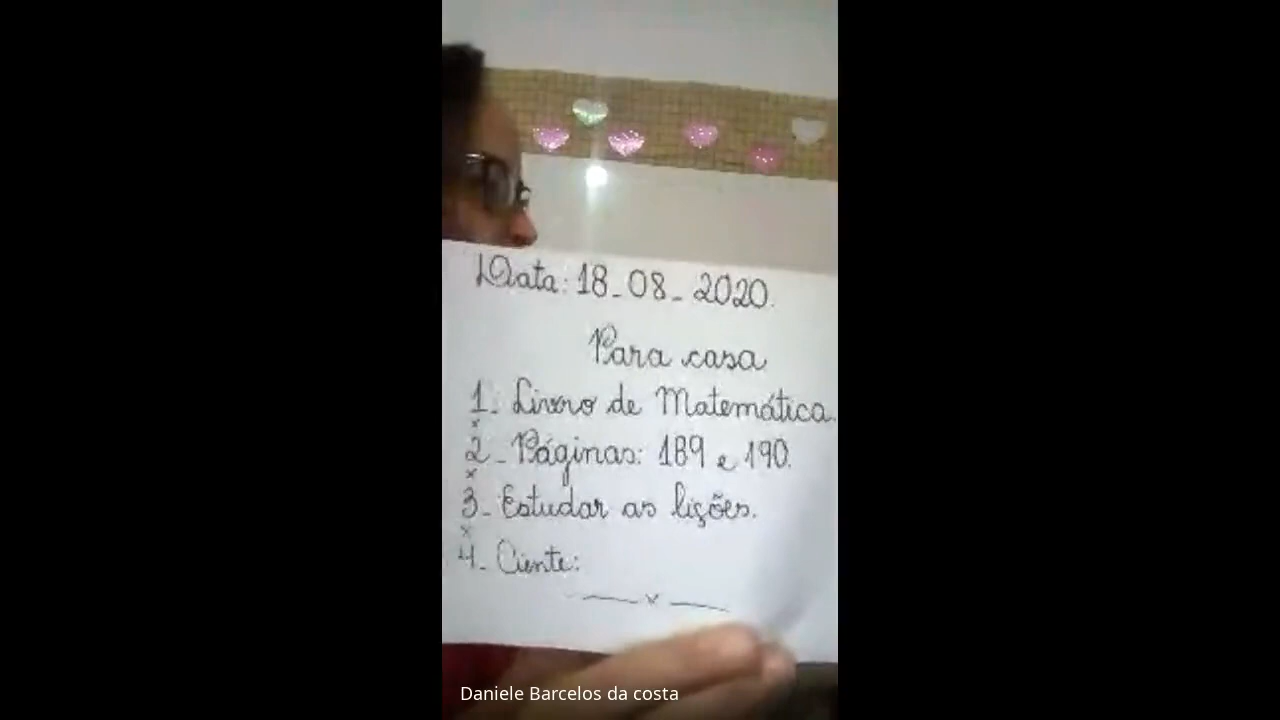 Data: 18-08-2020.
Para casa
1. Livro de Matemática.
x
2- Páginas: 189 e 190.
x
3- Estudar as lições.
x
4- Ciente:
x
Daniele Barcelos da costa